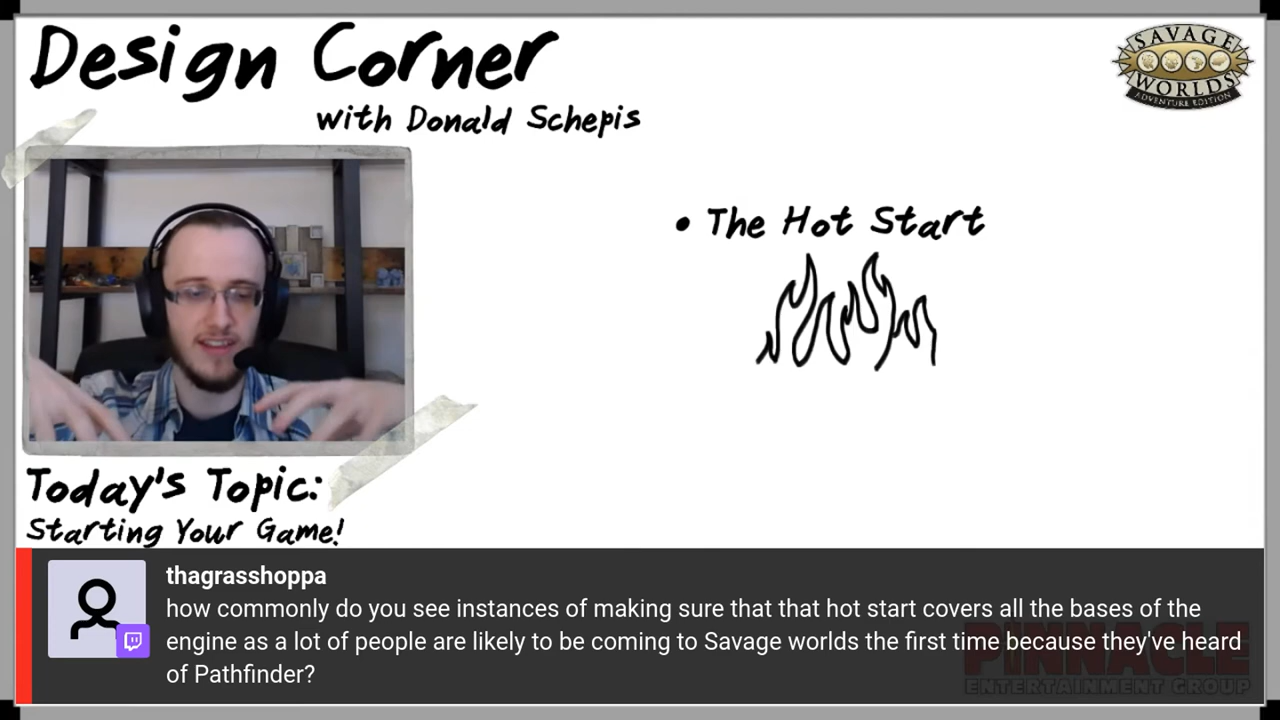 Design Corner
with Donald Schepis
SAVAGE
WORLDS
ADVENTURE EDITION
• The Hot Start
Today's Topic:
Starting Your Game!
thagrasshoppa
how commonly do you see instances of making sure that that hot start covers all the bases of the
engine as a lot of people are likely to be coming to Savage worlds the first time because they've heard
of Pathfinder?
PiNNACLE
ENTERTAINMENT GROUP